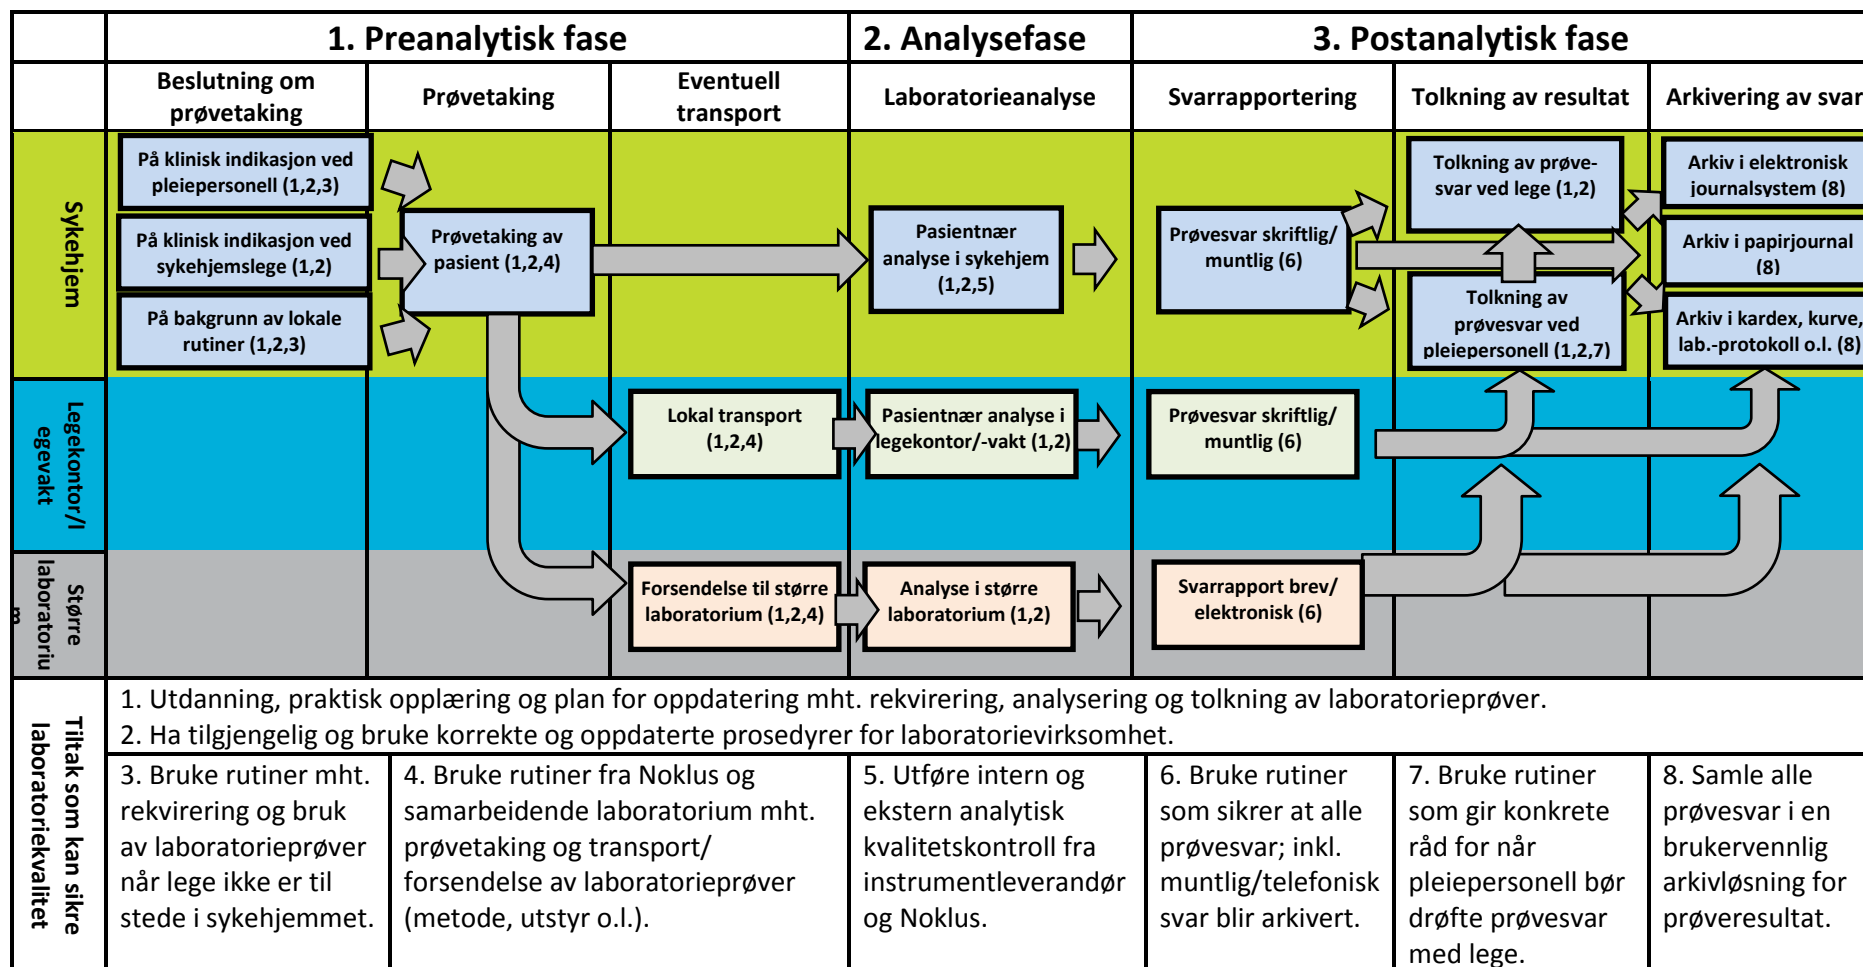 1. Preanalytisk fase
2. Analysefase
3. Postanalytisk fase
Beslutning om
prøvetaking
Prøvetaking
Eventuell
transport
Laboratorieanalyse
Svarrapportering
Tolkning av resultat
Arkivering av svar
Sykehjem
På klinisk indikasjon ved
pleiepersonell (1,2,3)
På klinisk indikasjon ved
sykehjemslege (1,2)
På bakgrunn av lokale
rutiner (1,2,3)
Prøvetaking av
pasient (1,2,4)
Pasientnær
analyse i sykehjem
(1,2,5)
Prøvesvar skriftlig/
muntlig (6)
Tolkning av prøve-
svar ved lege (1,2)
Tolkning av
prøvesvar ved
pleiepersonell (1,2,7)
Arkiv i elektronisk
journalsystem (8)
Arkiv i papirjournal
(8)
Arkiv i kardex, kurve,
lab.-protokoll o.l. (8)
Legekontor/l
egevakt
Lokal transport
(1,2,4)
Pasientnær analyse i
legekontor/-vakt (1,2)
Prøvesvar skriftlig/
muntlig (6)
Større
laboratoriu
m
Forsendelse til større
laboratorium (1,2,4)
Analyse i større
laboratorium (1,2)
Svarrapport brev/
elektronisk (6)
Tiltak som kan sikre
laboratoriekvalitet
1. Utdanning, praktisk opplæring og plan for oppdatering mht. rekvirering, analysering og tolkning av laboratorieprøver.
2. Ha tilgjengelig og bruke korrekte og oppdaterte prosedyrer for laboratorievirksomhet.
3. Bruke rutiner mht.
rekvirering og bruk
av laboratorieprøver
når lege ikke er til
stede i sykehjemmet.
4. Bruke rutiner fra Noklus og
samarbeidende laboratorium mht.
prøvetaking og transport/
forsendelse av laboratorieprøver
(metode, utstyr o.l.).
5. Utføre intern og
ekstern analytisk
kvalitetskontroll fra
instrumentleverandør
og Noklus.
6. Bruke rutiner
som sikrer at alle
prøvesvar; inkl.
muntlig/telefonisk
svar blir arkivert.
7. Bruke rutiner
som gir konkrete
råd for når
pleiepersonell bør
drøfte prøvesvar
med lege.
8. Samle alle
prøvesvar i en
brukervennlig
arkivløsning for
prøveresultat.